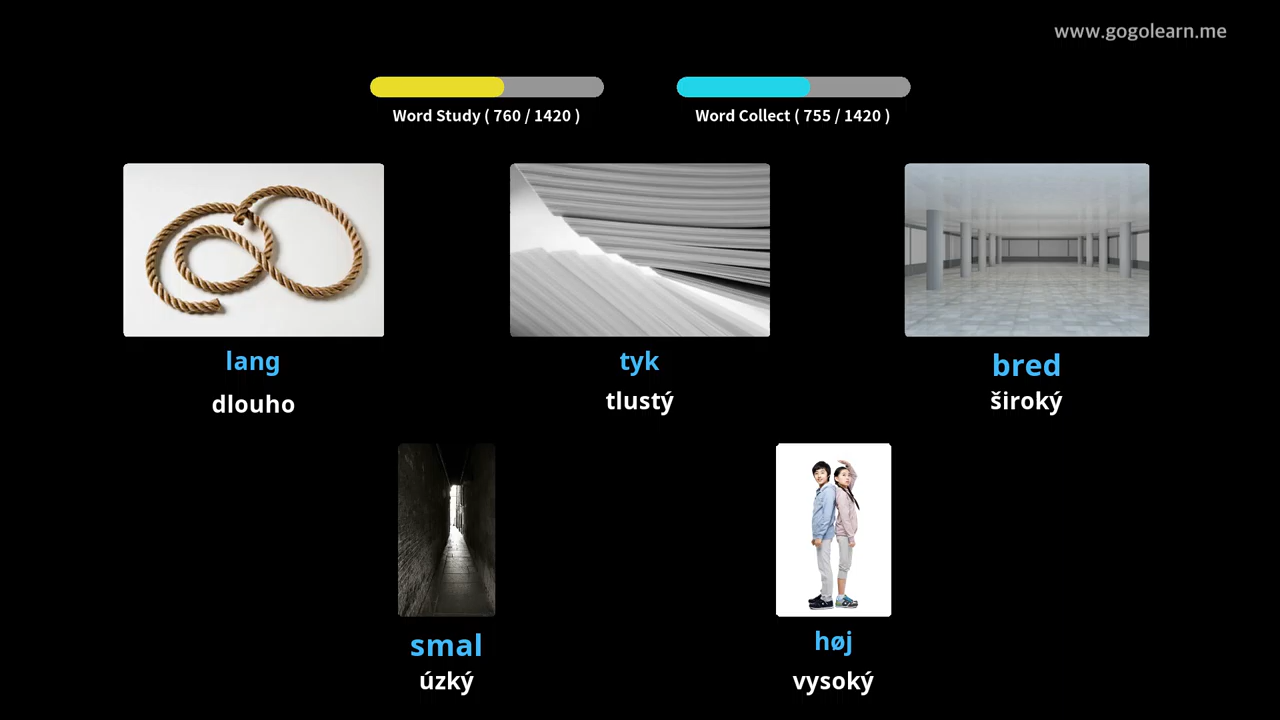 www.gogolearn.me
Word Study ( 760 / 1420 )
Word Collect ( 755 / 1420 )
lang
tyk
bred
dlouho
tlustý
široký
smal
høj
úzký
vysoký